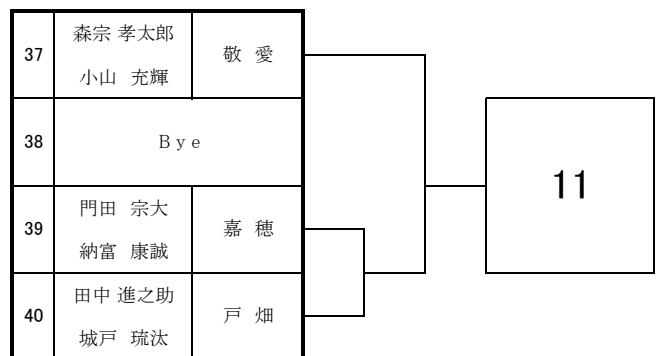 37 森宗 孝太郎 敬 愛
小山 充輝
38 Bye
39 門田 宗大 嘉 穂
納富 康誠
40 田中 進之助 戸 畑
城戸 琉汰
11